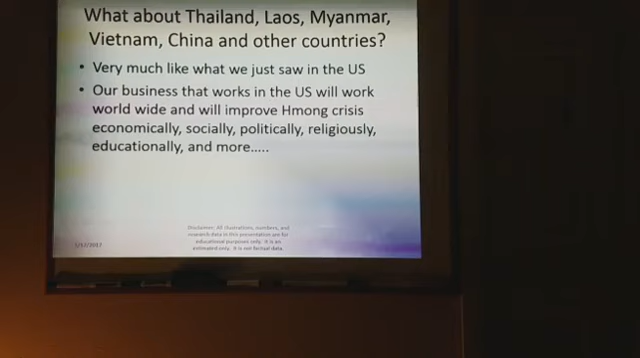 What about Thailand, Laos, Myanmar,
Vietnam, China and other countries?
• Very much like what we just saw in the US
• Our business that works in the US will work
world wide and will improve Hmong crisis
economically, socially, politically, religiously,
educationally, and more.....
Disclaimer: All illustrations, numbers, and
research data in this presentation are for
educational purposes only. It is an
estimated only. It is not factual data.